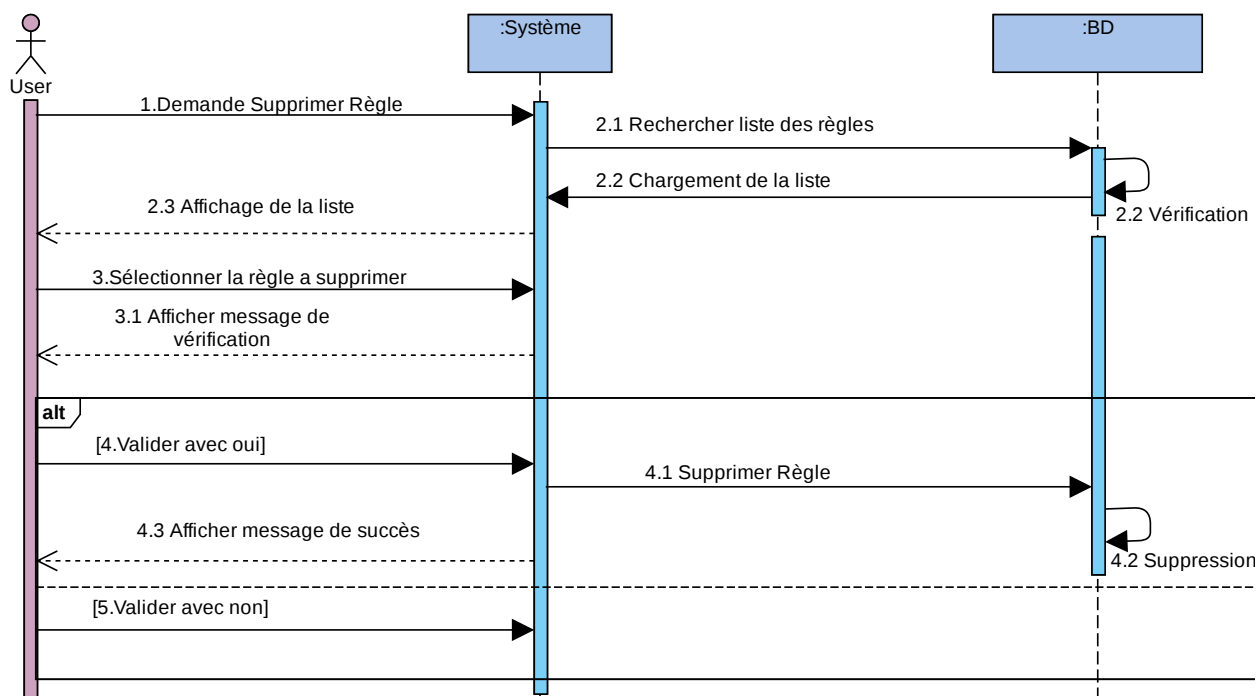 :Système
:BD
User
1.Demande Supprimer Règle
2.1 Rechercher liste des règles
2.2 Chargement de la liste
2.3 Affichage de la liste
2.2 Vérification
3.Sélectionner la règle a supprimer
3.1 Afficher message de
vérification
alt
[4.Valider avec oui]
4.1 Supprimer Règle
4.3 Afficher message de succès
4.2 Suppression
[5.Valider avec non]